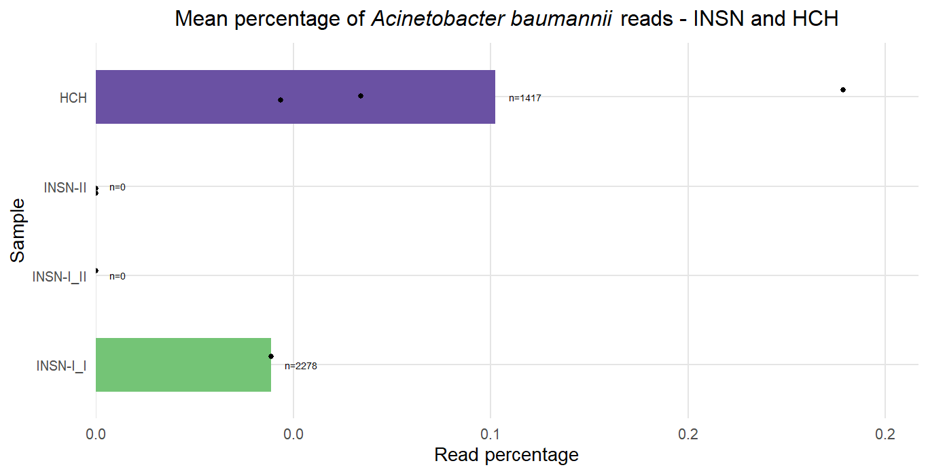 Mean percentage of Acinetobacter baumannii reads - INSN and HCH
Sample
HCH
n=1417
INSN-II
n=0
INSN-I_II
n=0
INSN-I_I
n=2278
0.0 0.0 0.1 0.2 0.2
Read percentage